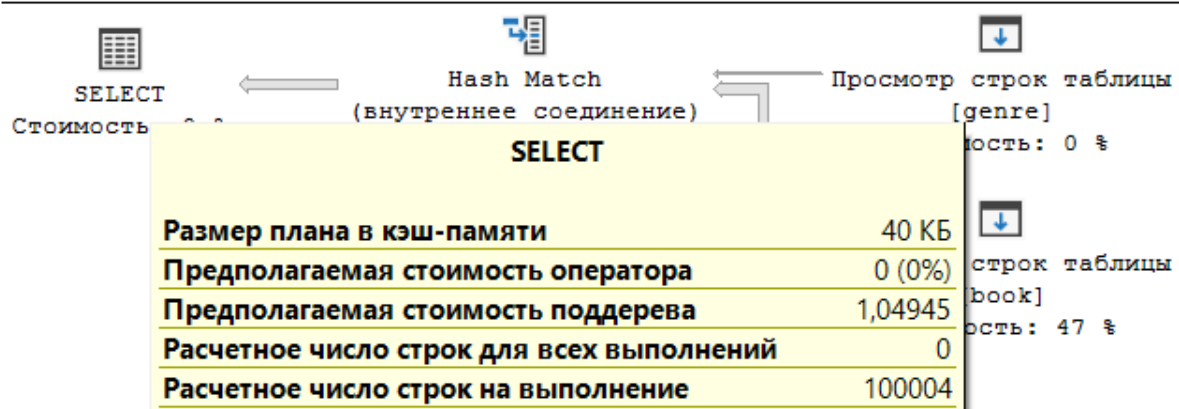 SELECT
Стоимость
Hash Match
(внутреннее соединение)
Просмотр строк таблицы
[genre]
мость: 0 %
строк таблицы
book]
ость: 47 %
SELECT
Размер плана в кэш-памяти 40 КБ
Предполагаемая стоимость оператора 0 (0%)
Предполагаемая стоимость поддерева 1,04945
Расчетное число строк для всех выполнений 0
Расчетное число строк на выполнение 100004